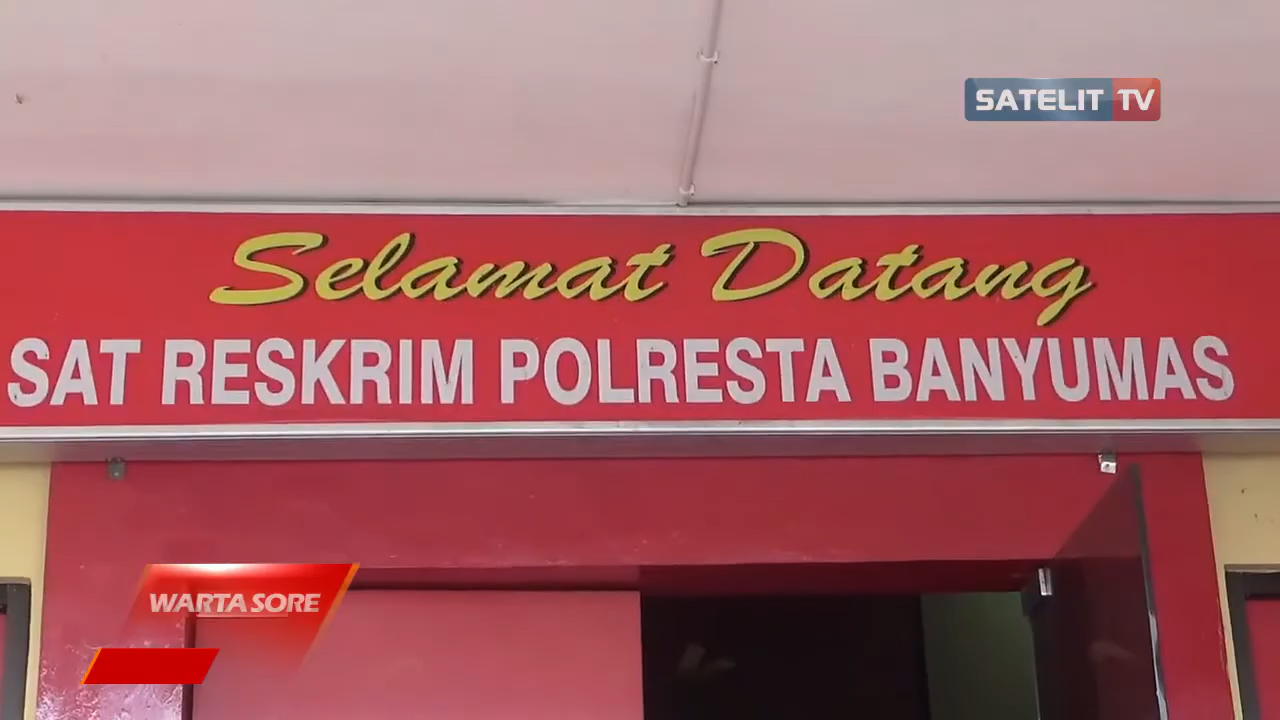 SATELIT TV
Selamat Datang
SAT RESKRIM POLRESTA BANYUMAS
WARTA SORE